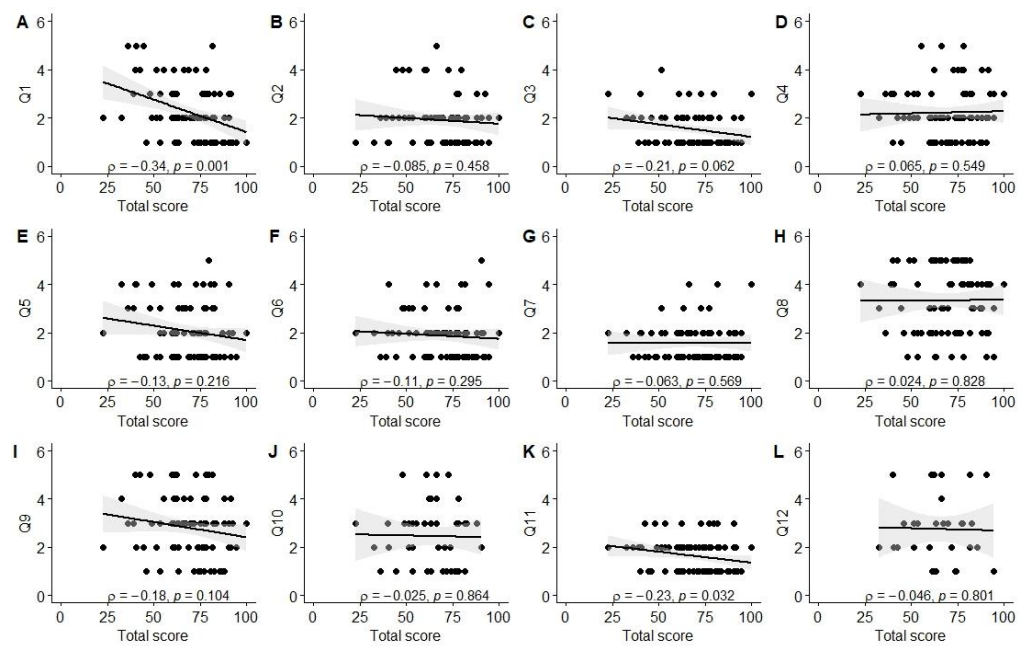 A
6
4
Q1
2
0
ρ = −0.34, p = 0.001
0 25 50 75 100
Total score
B
6
4
Q2
2
0
ρ = −0.085, p = 0.458
0 25 50 75 100
Total score
C
6
4
Q3
2
0
ρ = −0.21, p = 0.062
0 25 50 75 100
Total score
D
6
4
Q4
2
0
ρ = 0.065, p = 0.549
0 25 50 75 100
Total score
E
6
4
Q5
2
0
ρ = −0.13, p = 0.216
0 25 50 75 100
Total score
F
6
4
Q6
2
0
ρ = −0.11, p = 0.295
0 25 50 75 100
Total score
G
6
4
Q7
2
0
ρ = −0.063, p = 0.569
0 25 50 75 100
Total score
H
6
4
Q8
2
0
ρ = 0.024, p = 0.828
0 25 50 75 100
Total score
I
6
4
Q9
2
0
ρ = −0.18, p = 0.104
0 25 50 75 100
Total score
J
6
4
Q10
2
0
ρ = −0.025, p = 0.864
0 25 50 75 100
Total score
K
6
4
Q11
2
0
ρ = −0.23, p = 0.032
0 25 50 75 100
Total score
L
6
4
Q12
2
0
ρ = −0.046, p = 0.801
0 25 50 75 100
Total score